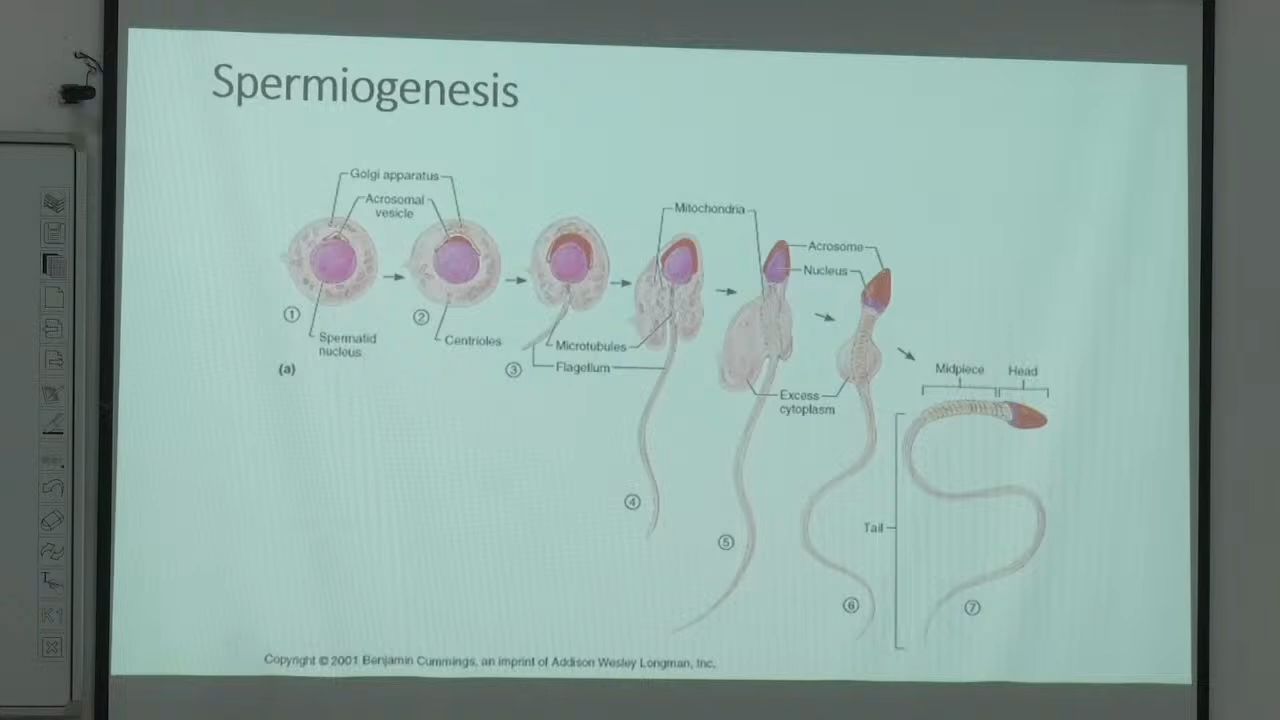 Spermiogenesis
Golgi apparatus
Acrosomal
vesicle
Mitochondria
Acrosome
Nucleus
①
②
Spermatid
nucleus
Centrioles
Microtubules
(a)
③
Flagellum
Midpiece
Head
Excess
cytoplasm
④
Tail
⑤
⑥
⑦
Copyright © 2001 Benjamin Cummings, an imprint of Addison Wesley Longman, Inc.